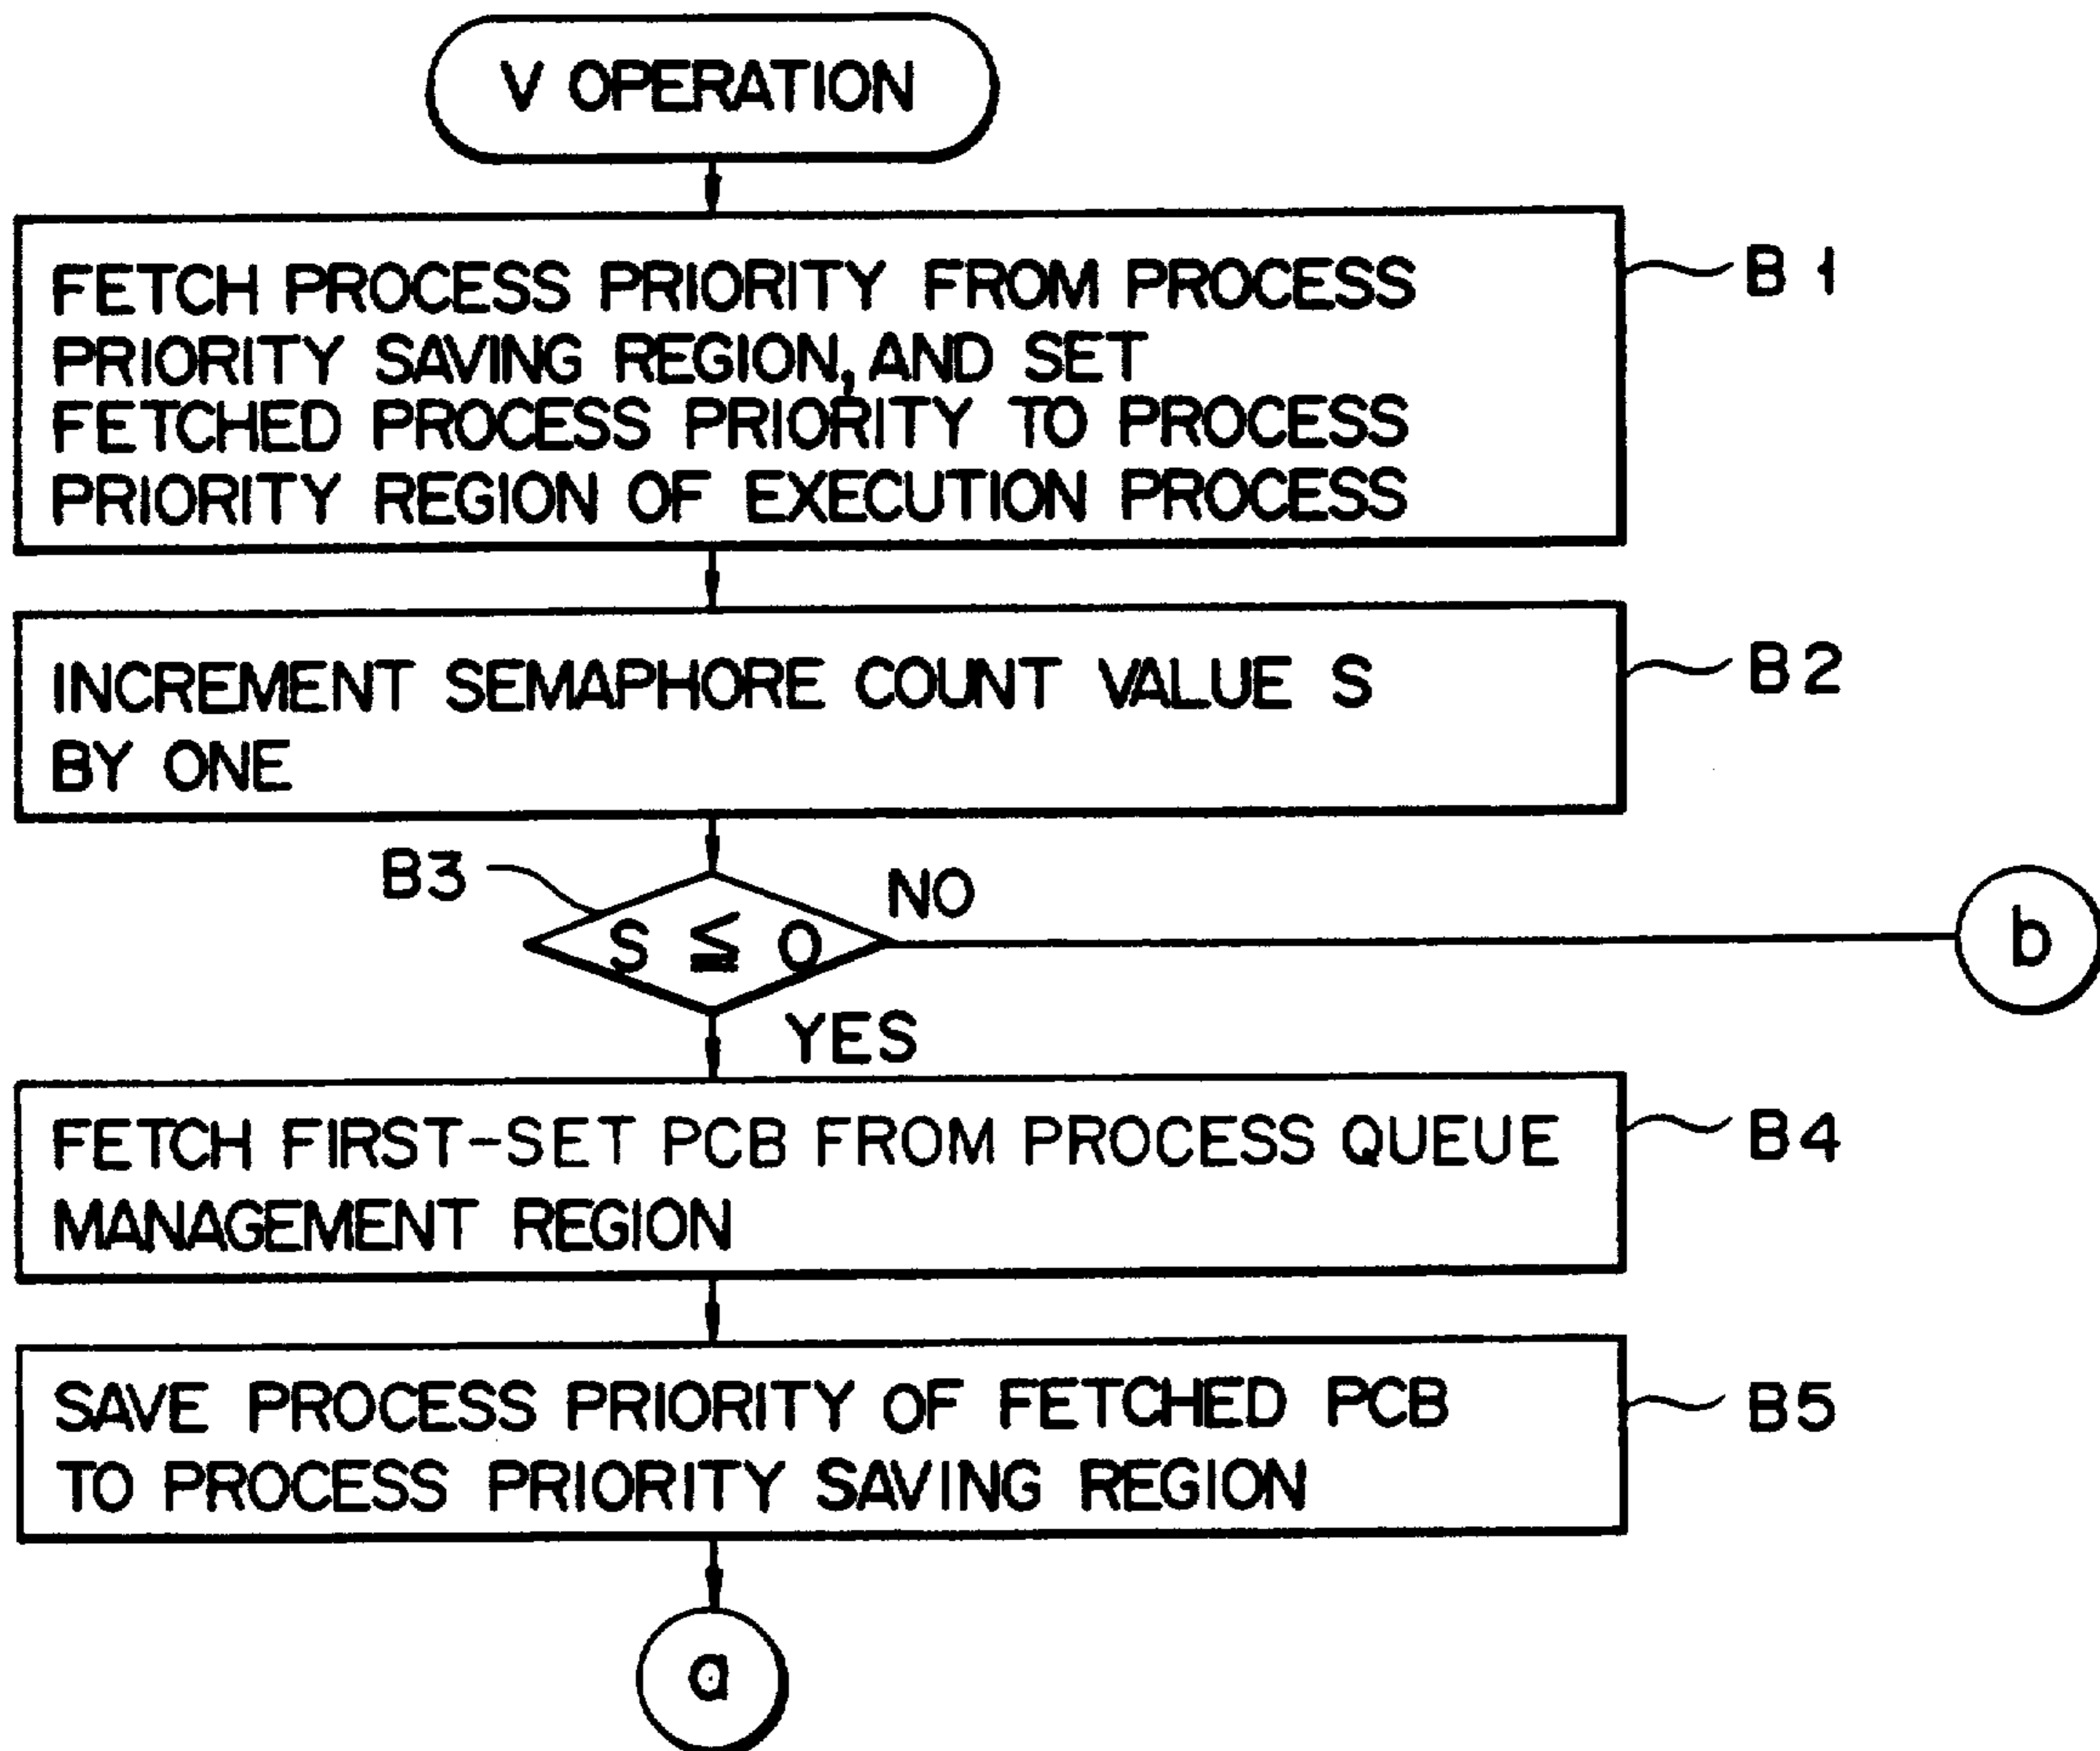 V OPERATION
FETCH PROCESS PRIORITY FROM PROCESS
PRIORITY SAVING REGION, AND SET
FETCHED PROCESS PRIORITY TO PROCESS
PRIORITY REGION OF EXECUTION PROCESS
B1
INCREMENT SEMAPHORE COUNT VALUE S
BY ONE
B2
B3
S ≦ 0
NO
b
YES
FETCH FIRST-SET PCB FROM PROCESS QUEUE
MANAGEMENT REGION
B4
SAVE PROCESS PRIORITY OF FETCHED PCB
TO PROCESS PRIORITY SAVING REGION
B5
a